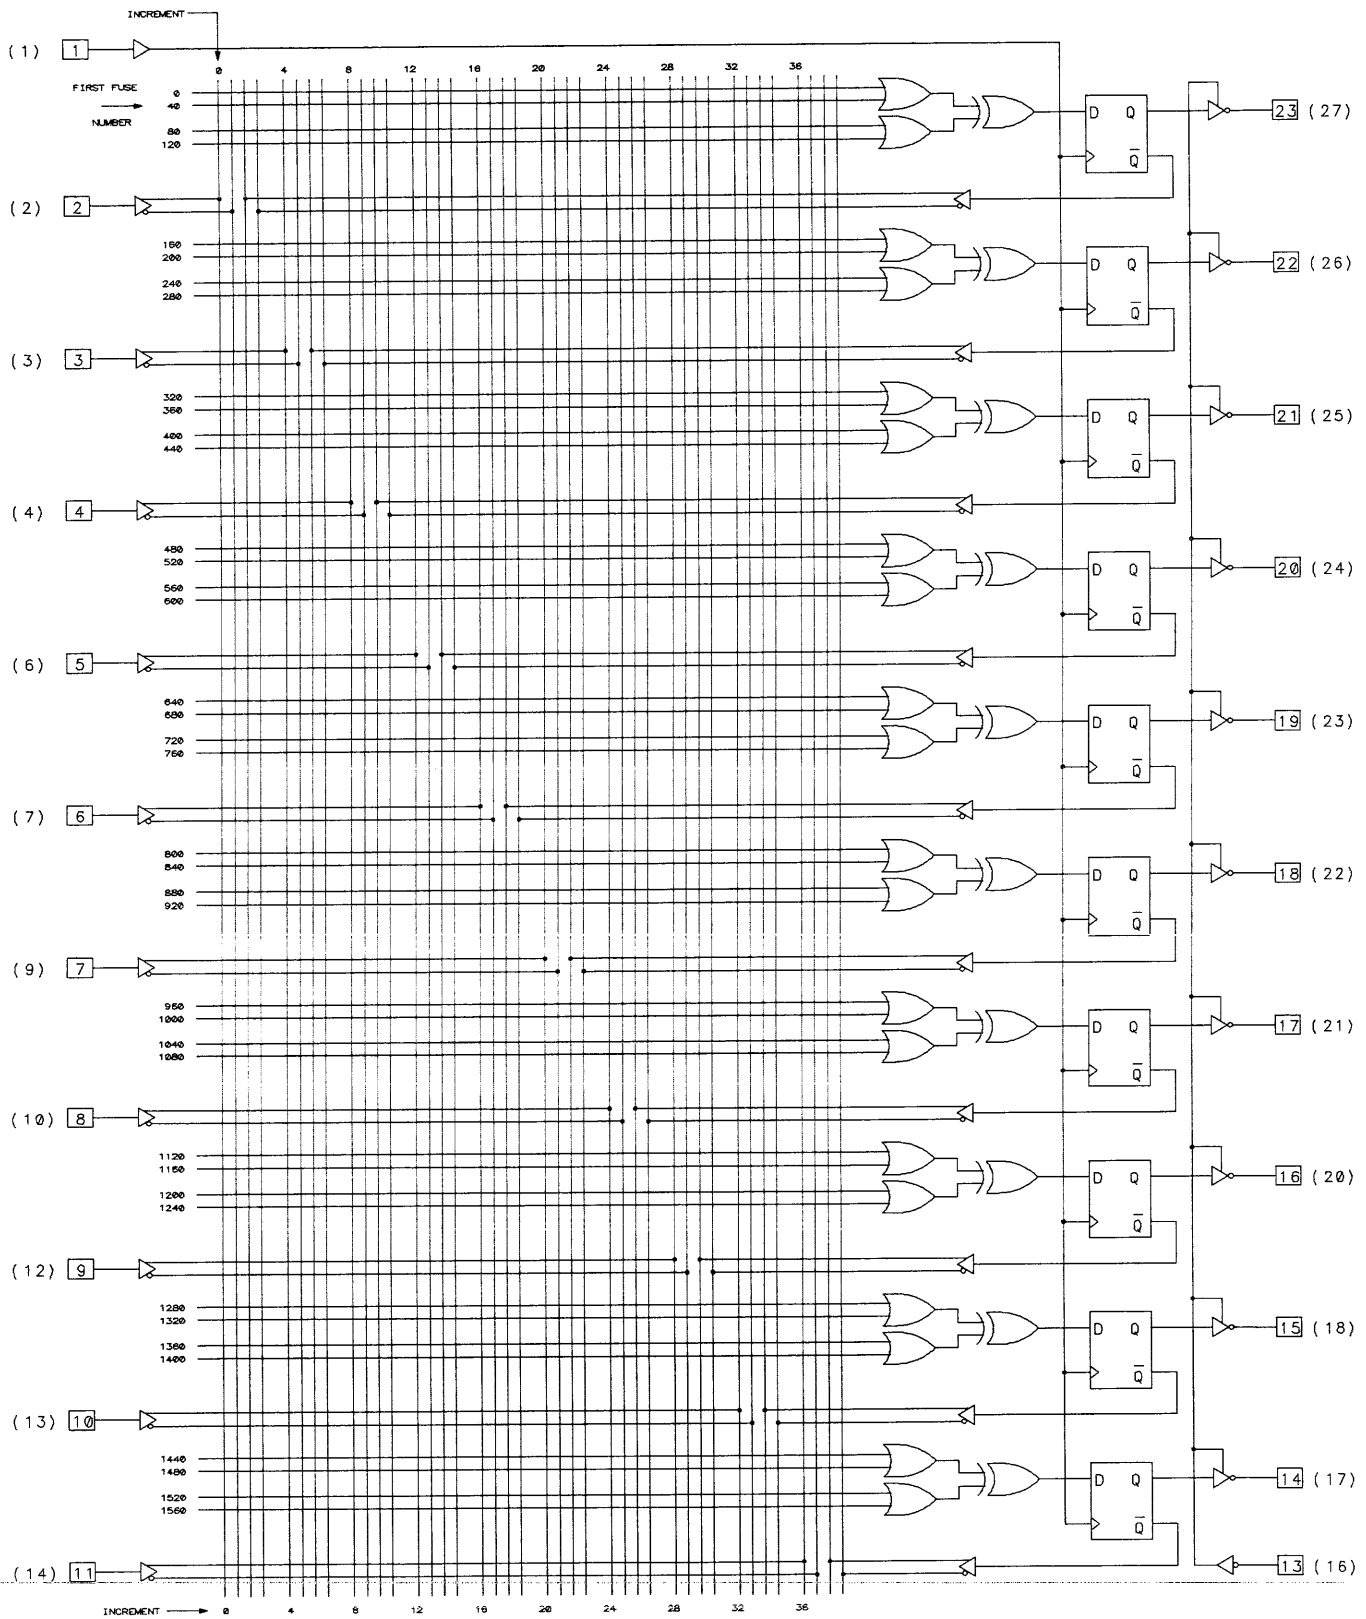 INCREMENT
(1) 1
0 4 8 12 16 20 24 28 32 36
FIRST FUSE
NUMBER
0
40
80
120
D Q
Q̅
23 (27)
(2) 2
160
200
240
280
D Q
Q̅
22 (26)
(3) 3
320
360
400
440
D Q
Q̅
21 (25)
(4) 4
480
520
560
600
D Q
Q̅
20 (24)
(6) 5
640
680
720
760
D Q
Q̅
19 (23)
(7) 6
800
840
880
920
D Q
Q̅
18 (22)
(9) 7
960
1000
1040
1080
D Q
Q̅
17 (21)
(10) 8
1120
1160
1200
1240
D Q
Q̅
16 (20)
(12) 9
1280
1320
1360
1400
D Q
Q̅
15 (18)
(13) 10
1440
1480
1520
1560
D Q
Q̅
14 (17)
(14) 11
13 (16)
INCREMENT 0 4 8 12 16 20 24 28 32 36